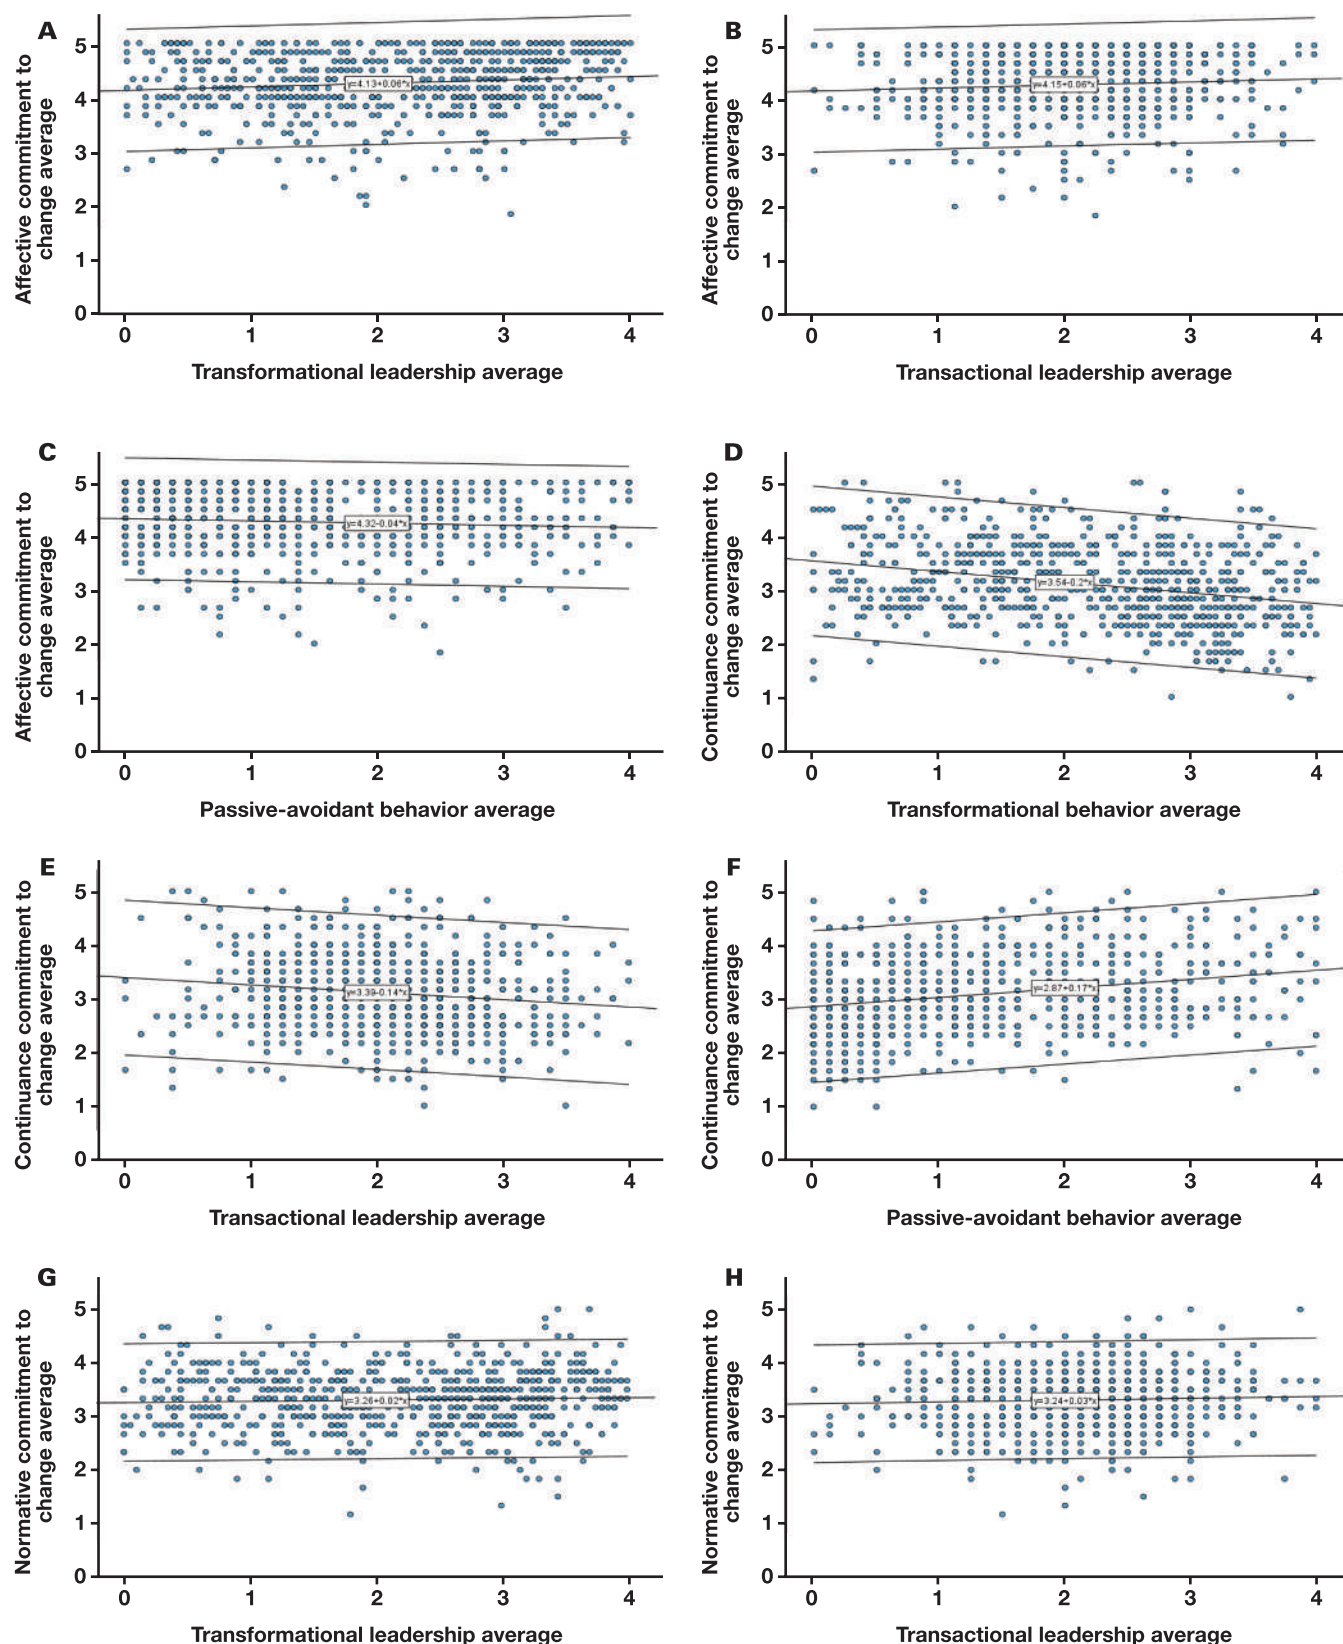 A
Affective commitment to
change average
5
4
3
2
1
0
y=4.13+0.06*x
0 1 2 3 4
Transformational leadership average
B
Affective commitment to
change average
5
4
3
2
1
0
y=4.15+0.06*x
0 1 2 3 4
Transactional leadership average
C
Affective commitment to
change average
5
4
3
2
1
0
y=4.32-0.04*x
0 1 2 3 4
Passive-avoidant behavior average
D
Continuance commitment to
change average
5
4
3
2
1
0
y=3.54-0.2*x
0 1 2 3 4
Transformational behavior average
E
Continuance commitment to
change average
5
4
3
2
1
0
y=3.39-0.14*x
0 1 2 3 4
Transactional leadership average
F
Continuance commitment to
change average
5
4
3
2
1
0
y=2.87+0.17*x
0 1 2 3 4
Passive-avoidant behavior average
G
Normative commitment to
change average
5
4
3
2
1
0
y=3.26+0.02*x
0 1 2 3 4
Transformational leadership average
H
Normative commitment to
change average
5
4
3
2
1
0
y=3.24+0.03*x
0 1 2 3 4
Transactional leadership average